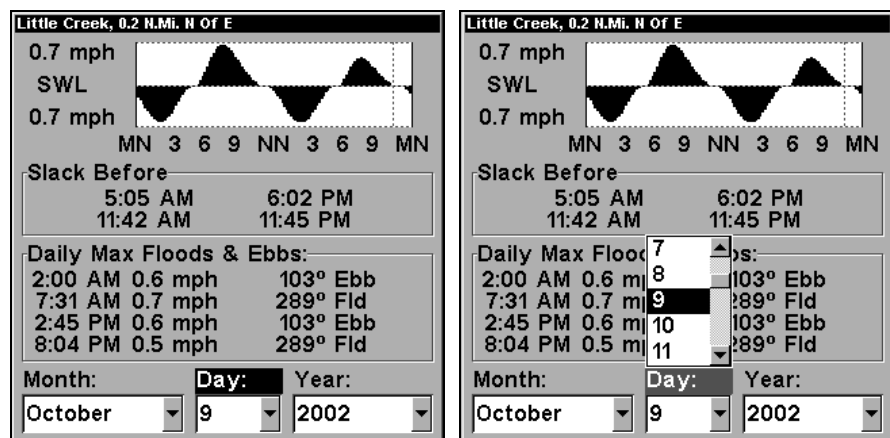 Little Creek, 0.2 N.Mi. N Of E
0.7 mph
SWL
0.7 mph
MN 3 6 9 NN 3 6 9 MN
Slack Before
5:05 AM 6:02 PM
11:42 AM 11:45 PM
Daily Max Floods & Ebbs:
2:00 AM 0.6 mph 103º Ebb
7:31 AM 0.7 mph 289º Fld
2:45 PM 0.6 mph 103º Ebb
8:04 PM 0.5 mph 289º Fld
Month: Day: Year:
October 9 2002
Little Creek, 0.2 N.Mi. N Of E
0.7 mph
SWL
0.7 mph
MN 3 6 9 NN 3 6 9 MN
Slack Before
5:05 AM 6:02 PM
11:42 AM 11:45 PM
Daily Max Flood 7 bs:
2:00 AM 0.6 m 8 103º Ebb
7:31 AM 0.7 m 9 289º Fld
2:45 PM 0.6 m 10 103º Ebb
8:04 PM 0.5 m 11 289º Fld
Month: Day: Year:
October 9 2002